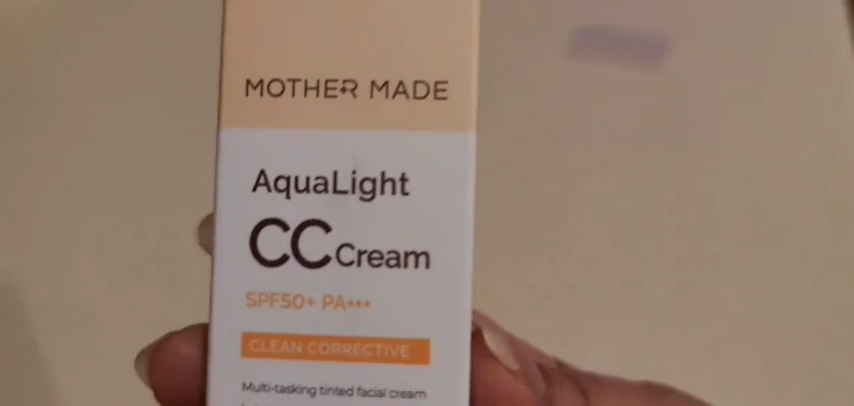 MOTHER MADE
AquaLight
CC Cream
SPF50+ PA+++
CLEAN CORRECTIVE
Multi-tasking tinted facial cream